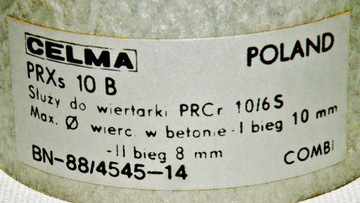 CELMA POLAND
PRXs 10 B
Służy do wiertarki PRCr 10/6S
Max. Ø wierc. w betonie - I bieg 10 mm
- II bieg 8 mm
BN-88/4545-14 COMBI